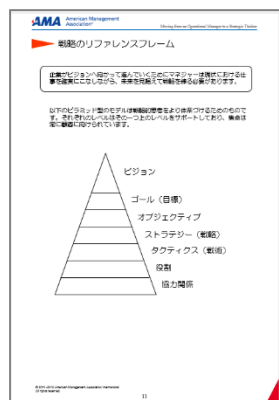 AMA American Management
Association®
Moving from an Operational Manager to a Strategic Thinker
戦略のリファレンスフレーム
企業がビジョンへ向かって進んでいくためにマネジャーは現状における仕
事を確実にこなしながら、未来を見据えて戦略を練る必要があります。
以下のピラミッド型のモデルは戦略的思考をより体系づけるためのもので
す。それぞれのレベルはその一つ上のレベルをサポートしており、焦点は
常に顧客に向けられています。
ビジョン
ゴール（目標）
オブジェクティブ
ストラテジー（戦略）
タクティクス（戦術）
役割
協力関係
American Management Association International
All rights reserved.
11